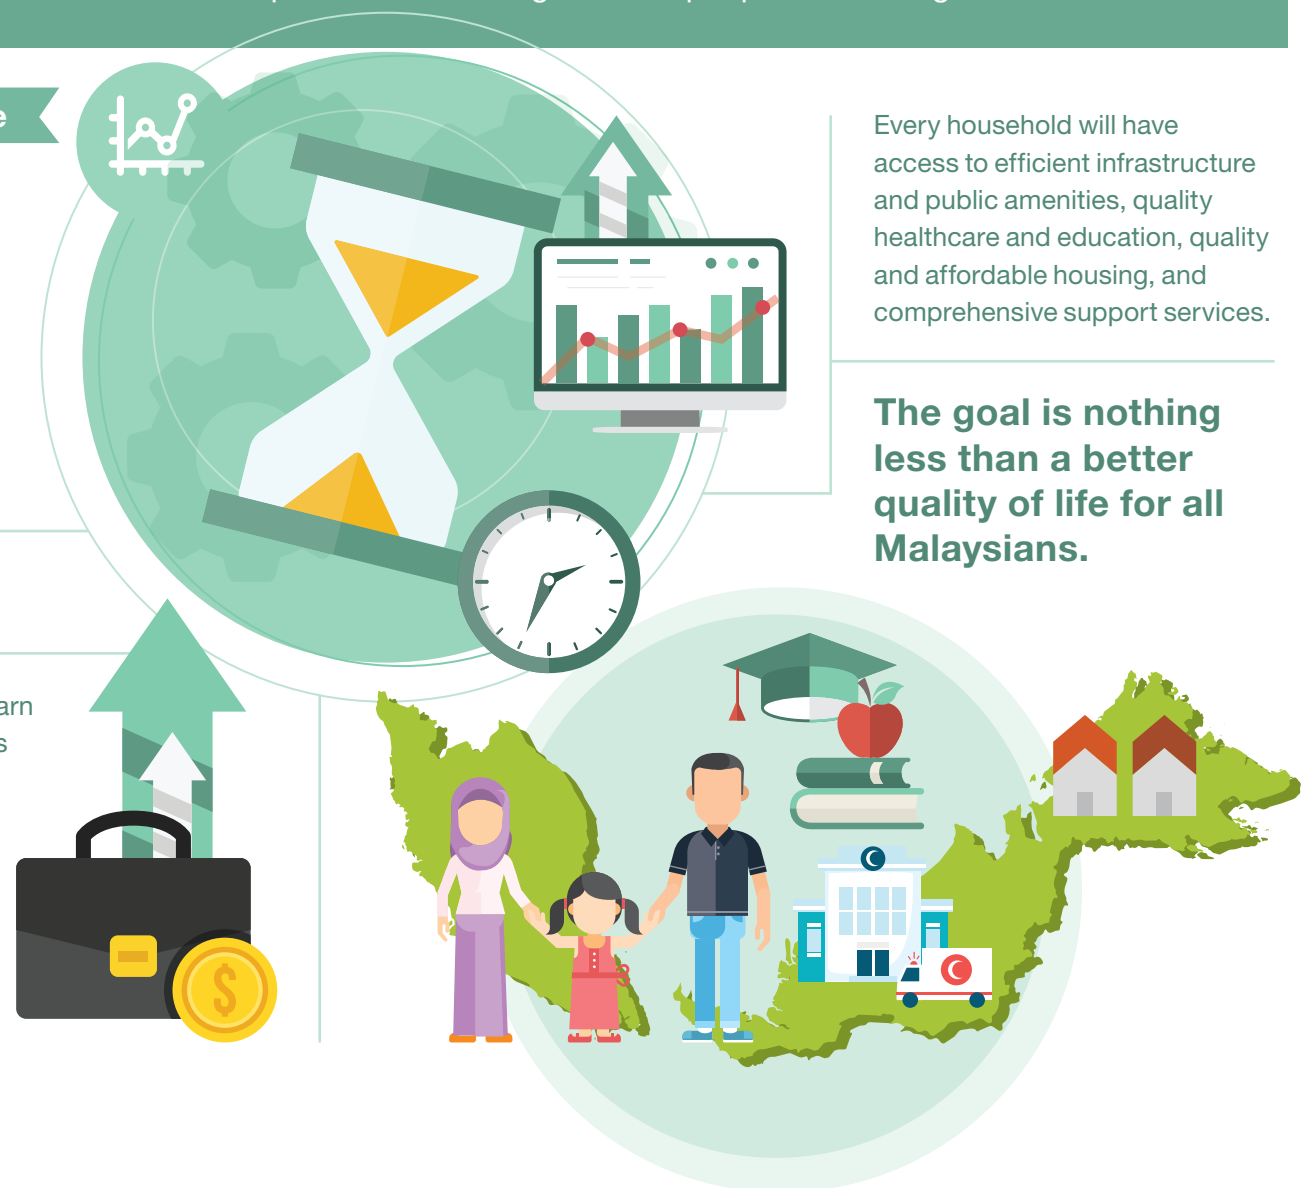 Every household will have
access to efficient infrastructure
and public amenities, quality
healthcare and education, quality
and affordable housing, and
comprehensive support services.
The goal is nothing
less than a better
quality of life for all
Malaysians.
$